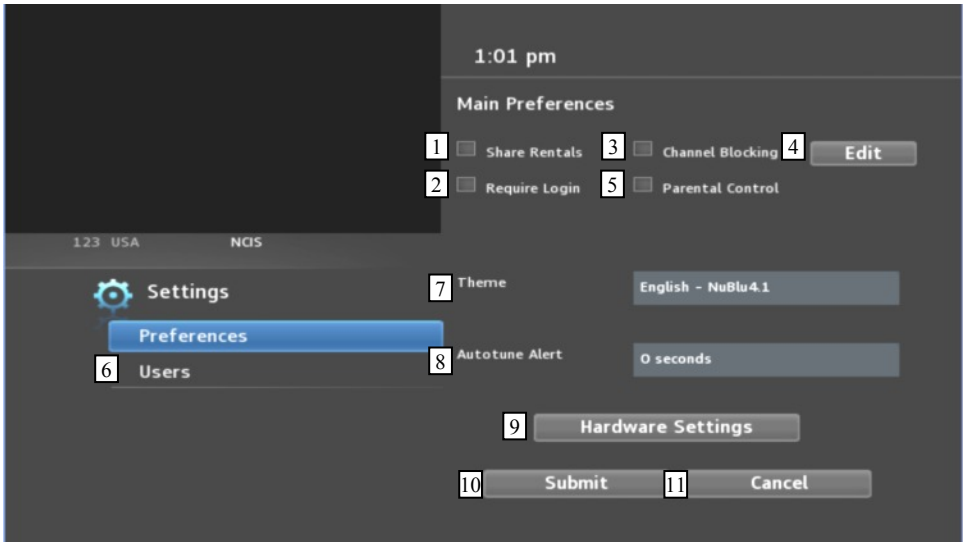 1:01 pm
Main Preferences
1 Share Rentals 3 Channel Blocking 4 Edit
2 Require Login 5 Parental Control
123 USA NCIS
Settings
Preferences
6 Users
7 Theme English - NuBlu4.1
8 Autotune Alert 0 seconds
9 Hardware Settings
10 Submit 11 Cancel